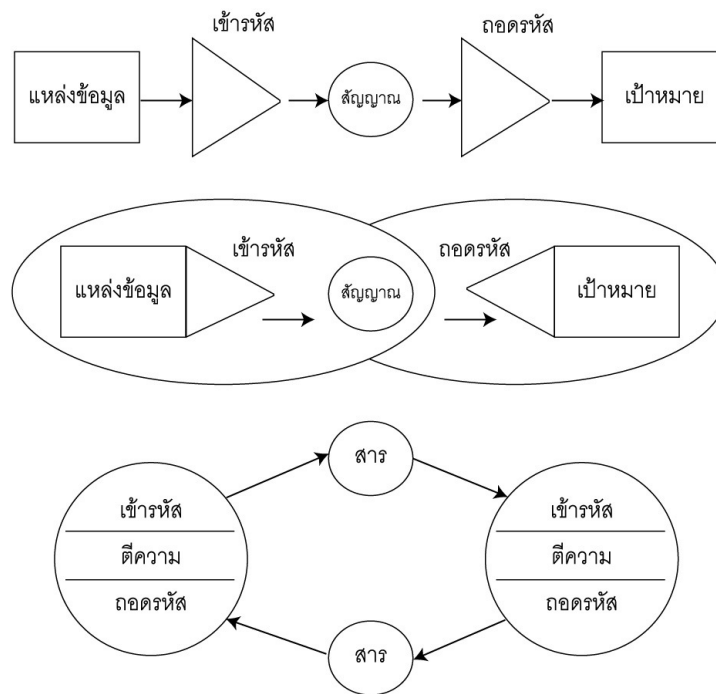 เข้ารหัส
ถอดรหัส
แหล่งข้อมูล
สัญญาณ
เป้าหมาย
เข้ารหัส
ถอดรหัส
แหล่งข้อมูล
สัญญาณ
เป้าหมาย
สาร
เข้ารหัส
ตีความ
ถอดรหัส
เข้ารหัส
ตีความ
ถอดรหัส
สาร